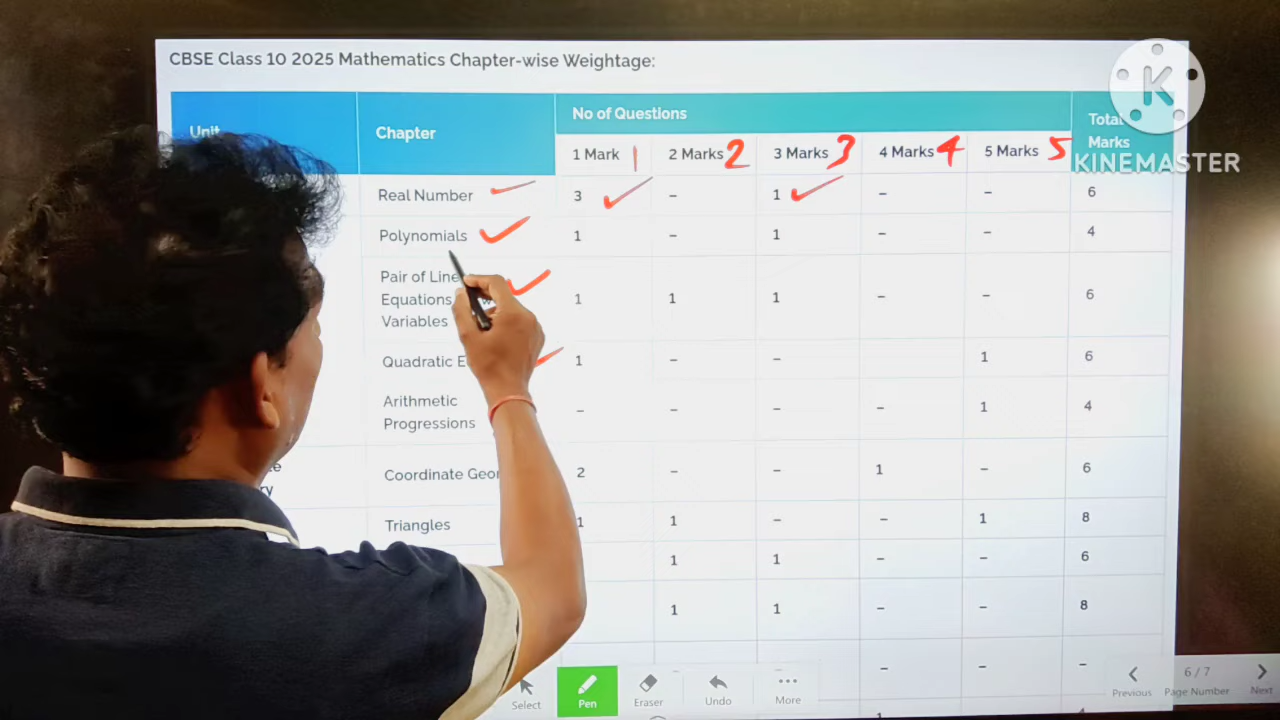 CBSE Class 10 2025 Mathematics Chapter-wise Weightage:
Unit Chapter No of Questions Total Marks
1 Mark 1 2 Marks 2 3 Marks 3 4 Marks 4 5 Marks 5
Real Number 3 - 1 - - 6
Polynomials 1 - 1 - - 4
Pair of
Equations 1 1 1 - - 6
Variables
Quadratic 1 - - 1 6
Arithmetic
Progressions - - - - 1 4
Coordinate 2 - - 1 - 6
Triangles 1 1 - - 1 8
1 1 - - 6
1 1 - - 8
- - - -
1 4
K
KINEMASTER
Select Pen Eraser Undo More
Previous 6 / 7 Page Number Next